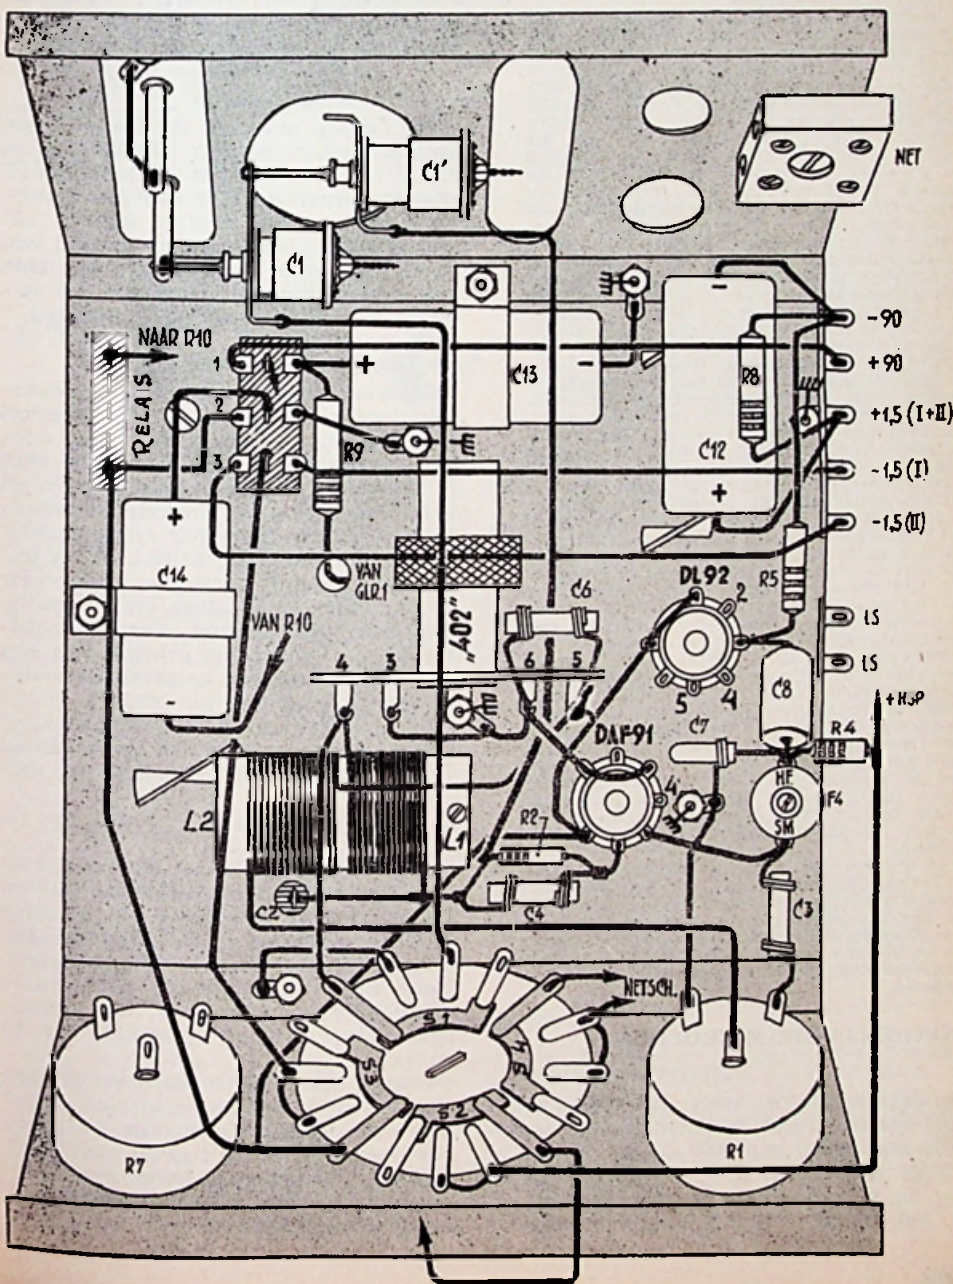 C1'
NET
C1
-90
NAAR R10
+90
1
+
C13
-
-
R8
RELAIS
2
+1,5 (I+II)
R9
C12
3
-1,5 (I)
+
+
-1,5 (II)
C14
VAN
GLR.1
DL92
2
R5
C6
"402"
LS
VAN R10
4
3
6
5
LS
-
5
4
C8
+HSP
DAF91
C7
R4
4
HF
F4
L2
L1
R2
SM
C2
C4
C3
NETSCH.
S1
S4
S3
S2
R7
R1